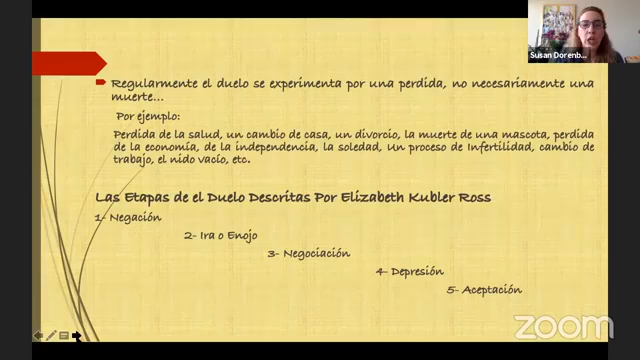 Susan Dorenb...
Regularmente el duelo se experimenta por una perdida, no necesariamente una
muerte...
Por ejemplo:
Perdida de la salud, un cambio de casa, un divorcio, la muerte de una mascota, perdida
de la economía, de la independencia, la soledad, un proceso de Infertilidad, cambio de
trabajo, el nido vacío, etc.
Las Etapas de el Duelo Descritas Por Elizabeth Kubler Ross
1- Negación
2- Ira o Enojo
3- Negociación
4- Depresión
5- Aceptación
zoom